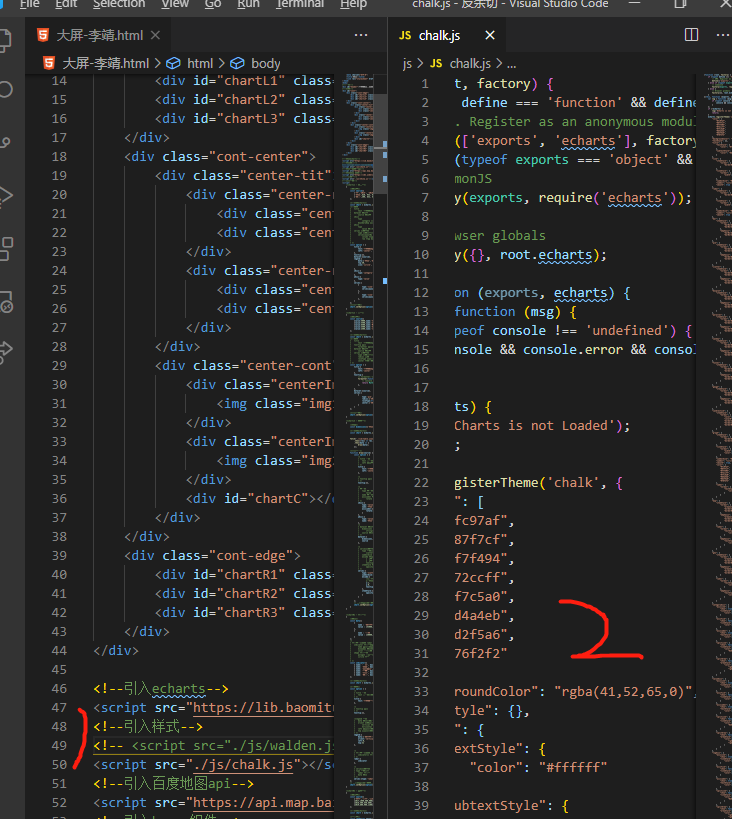 File Edit Selection View Go Run Terminal Help
chalk.js - 反杀切 - Visual Studio Code
大屏-李靖.html
大屏-李靖.html > html > body
14 <div id="chartL1" class=
15 <div id="chartL2" class=
16 <div id="chartL3" class=
17 </div>
18 <div class="cont-center">
19 <div class="center-tit"
20 <div class="center-
21 <div class="cent
22 <div class="cent
23 </div>
24 <div class="center-
25 <div class="cent
26 <div class="cent
27 </div>
28 </div>
29 <div class="center-cont
30 <div class="centerIm
31 <img class="img
32 </div>
33 <div class="centerIm
34 <img class="img
35 </div>
36 <div id="chartC"></
37 </div>
38 </div>
39 <div class="cont-edge">
40 <div id="chartR1" class=
41 <div id="chartR2" class=
42 <div id="chartR3" class=
43 </div>
44 </div>
45
46 <!--引入echarts-->
47 <script src="https://lib.baomit
48 <!--引入样式-->
49 <!-- <script src="./js/walden.js
50 <script src="./js/chalk.js"></s
51 <!--引入百度地图api-->
52 <script src="https://api.map.bai
JS chalk.js
js > JS chalk.js > ...
1 t, factory) {
2 define === 'function' && define
3 . Register as an anonymous modul
4 (['exports', 'echarts'], factory
5 (typeof exports === 'object' &&
6 monJS
7 y(exports, require('echarts'));
8
9 wser globals
10 y({}, root.echarts);
11
12 on (exports, echarts) {
13 function (msg) {
14 peof console !== 'undefined') {
15 nsole && console.error && consol
16
17
18 ts) {
19 Charts is not Loaded');
20 ;
21
22 gisterTheme('chalk', {
23 ": [
24 fc97af",
25 87f7cf",
26 f7f494",
27 72ccff",
28 f7c5a0",
29 d4a4eb",
30 d2f5a6",
31 76f2f2"
32
33 roundColor": "rgba(41,52,65,0)",
34 tyle": {},
35 ": {
36 extStyle": {
37 "color": "#ffffff"
38
39 ubtextStyle": {
2